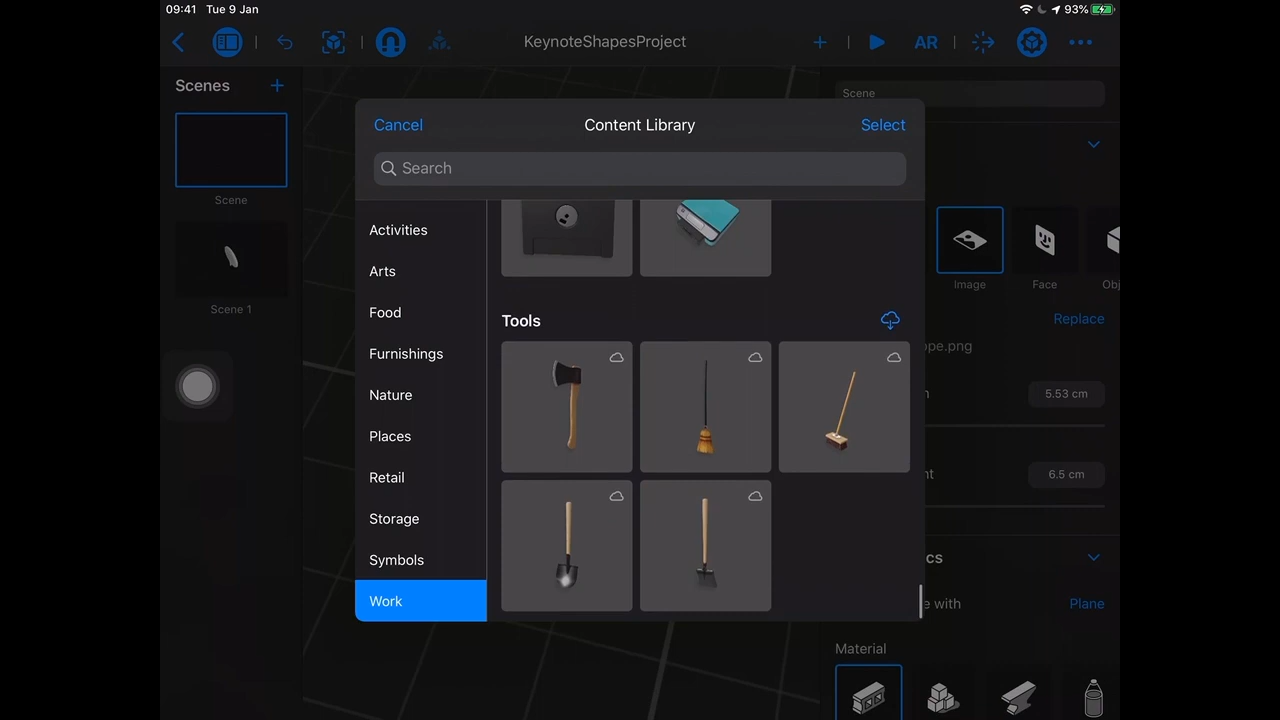 09:41 Tue 9 Jan
93%
KeynoteShapesProject
AR
Scenes
Scene
Scene 1
Content Library
Cancel
Select
Search
Activities
Arts
Food
Furnishings
Nature
Places
Retail
Storage
Symbols
Work
Tools
Scene
Image
Face
Obj
Replace
ope.png
5.53 cm
6.5 cm
cs
e with
Plane
Material